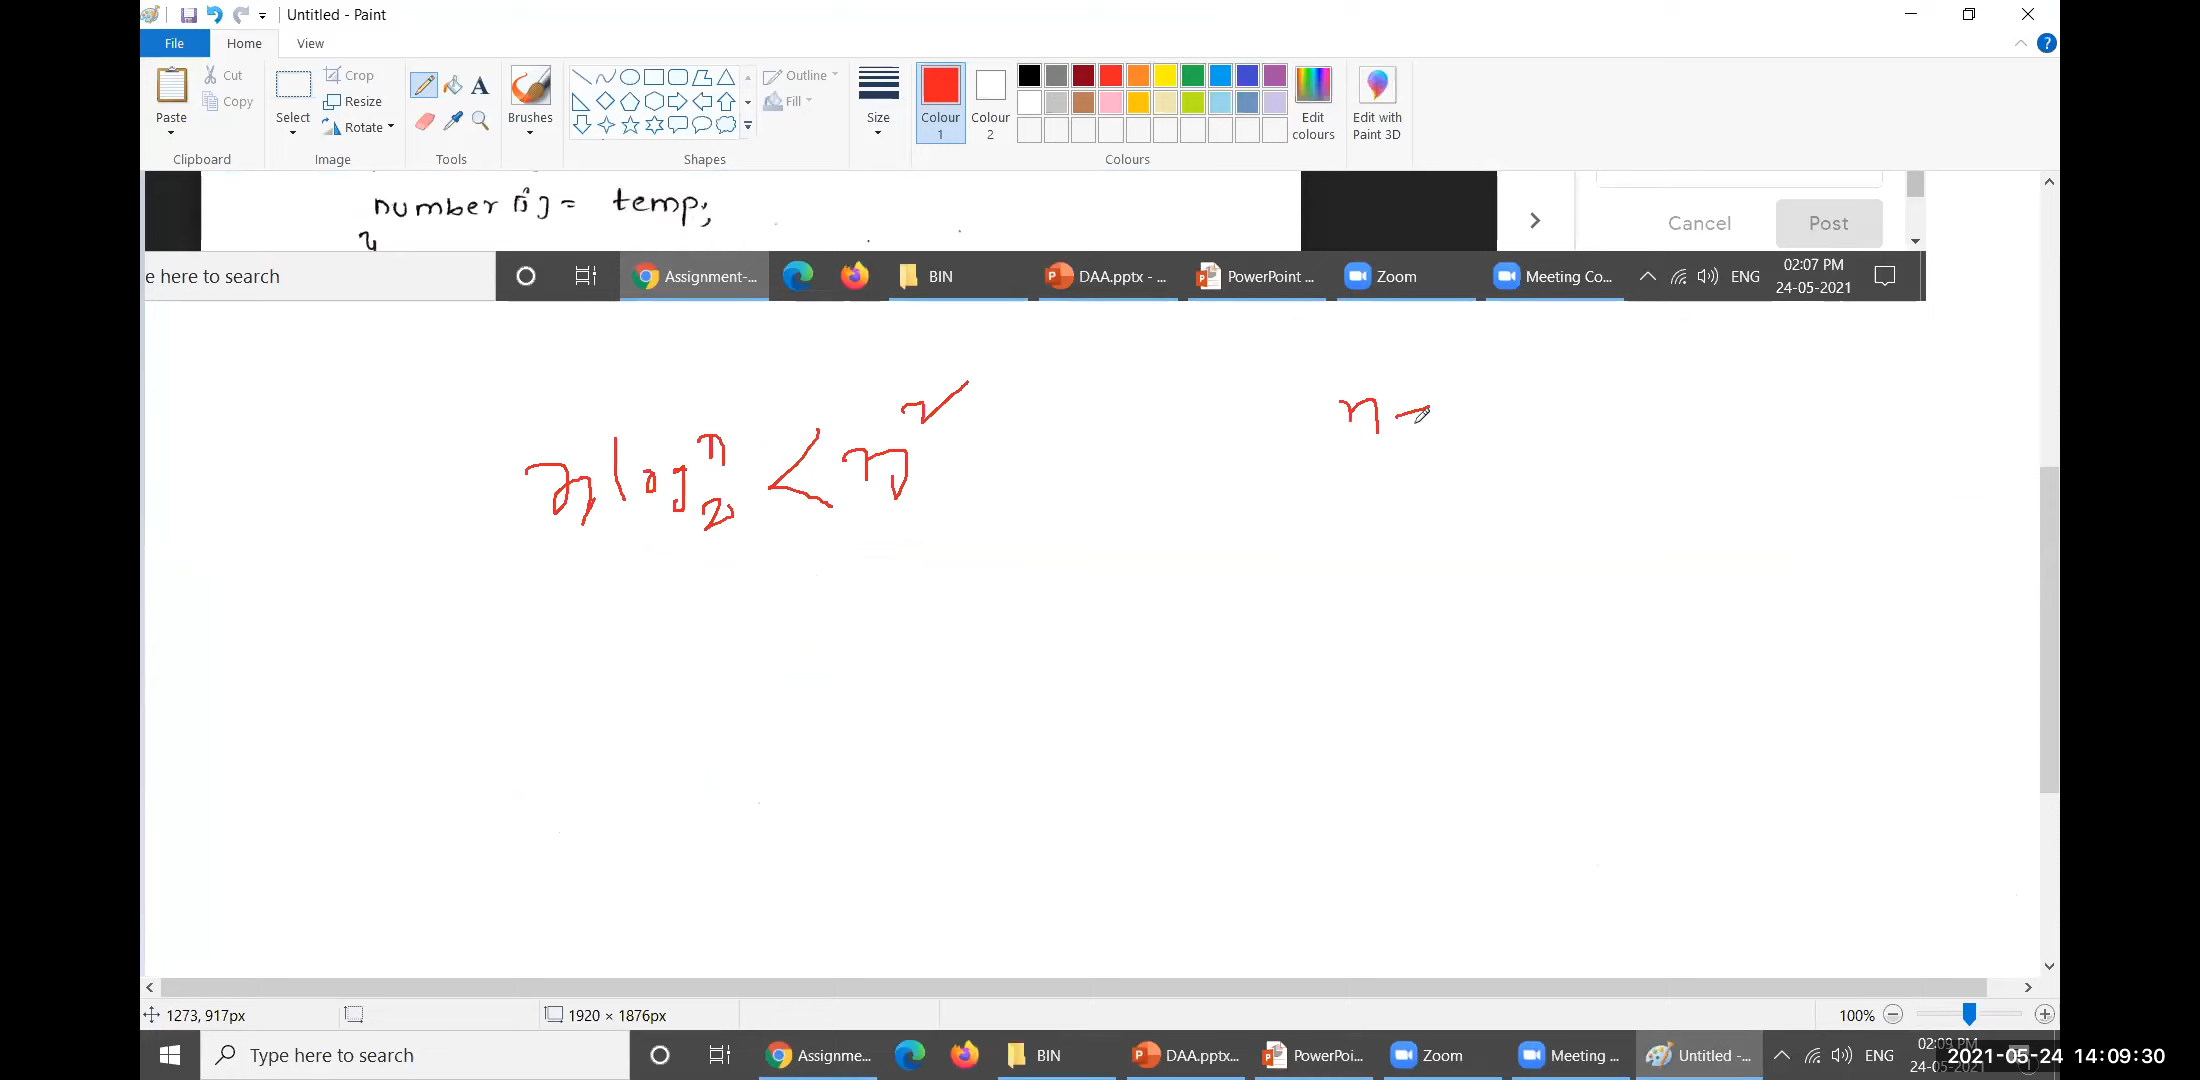 Untitled - Paint
File Home View
Paste Cut Copy Clipboard
Select Crop Resize Rotate Image
Tools
Brushes
Outline Fill Shapes
Size
Colour 1 Colour 2 Edit colours Edit with Paint 3D Colours
number [j] = temp;
Cancel Post
e here to search Assignment-... BIN DAA.pptx - ... PowerPoint ... Zoom Meeting Co... ENG 02:07 PM 24-05-2021
n log₂ⁿ < n²
n -
1273, 917px 1920 × 1876px 100%
Type here to search Assignme... BIN DAA.pptx... PowerPoi... Zoom Meeting ... Untitled -... ENG 02:09 PM
2021-05-24 14:09:30